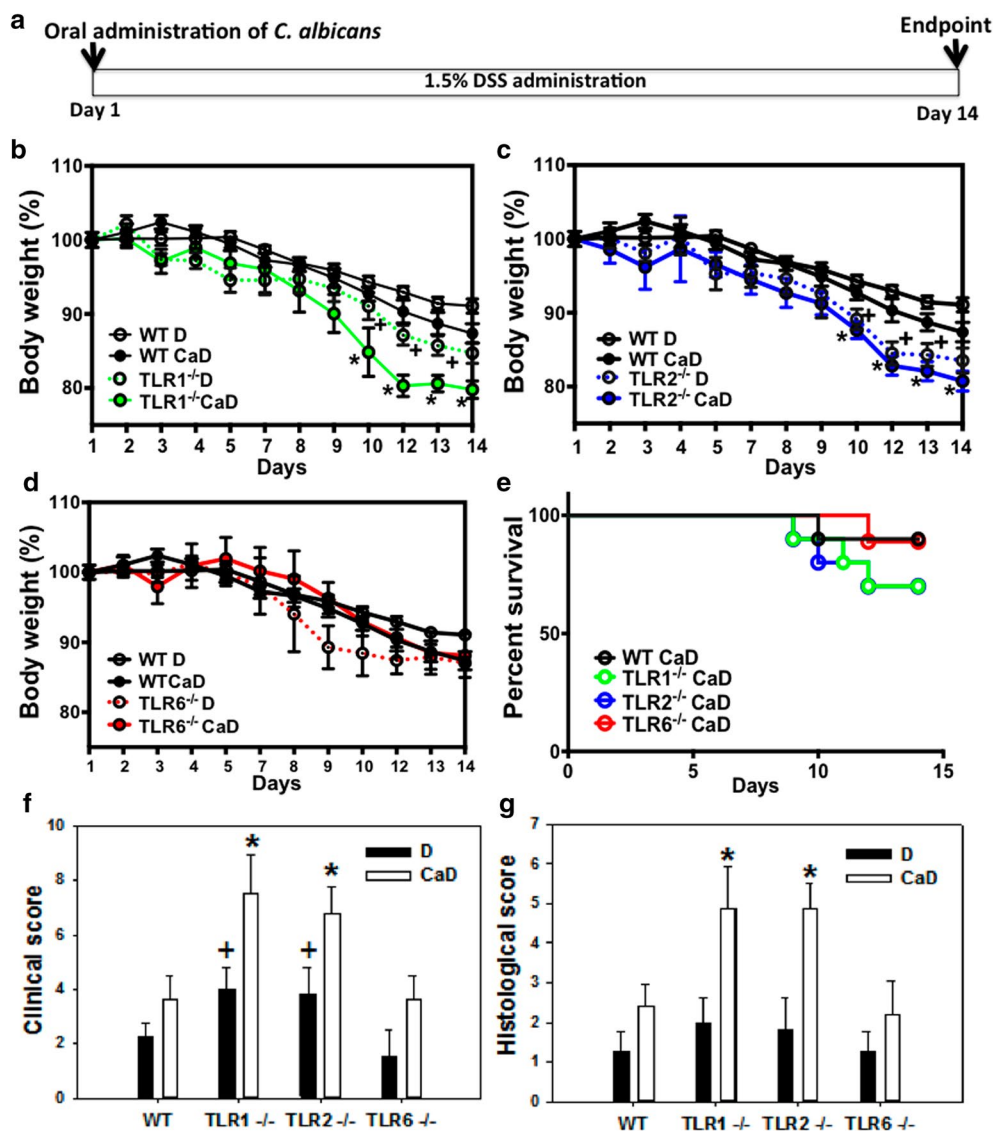 a
Oral administration of C. albicans
Endpoint
1.5% DSS administration
Day 1
Day 14
b
Body weight (%)
110
100
90
80
WT D
WT CaD
TLR1-/- D
TLR1-/-CaD
+
+
+
*
*
*
*
1 2 3 4 5 7 8 9 10 12 13 14
Days
c
Body weight (%)
110
100
90
80
WT D
WT CaD
TLR2-/- D
TLR2-/- CaD
+
+
+
*
*
*
*
1 2 3 4 5 7 8 9 10 12 13 14
Days
d
Body weight (%)
110
100
90
80
WT D
WTCaD
TLR6-/- D
TLR6-/- CaD
1 2 3 4 5 7 8 9 10 12 13 14
Days
e
Percent survival
100
50
0
WT CaD
TLR1-/- CaD
TLR2-/- CaD
TLR6-/- CaD
0 5 10 15
Days
f
Clinical score
10
8
6
4
2
0
D
CaD
*
*
+
+
WT TLR1 -/- TLR2 -/- TLR6 -/-
g
Histological score
7
6
5
4
3
2
1
0
D
CaD
*
*
WT TLR1 -/- TLR2 -/- TLR6 -/-